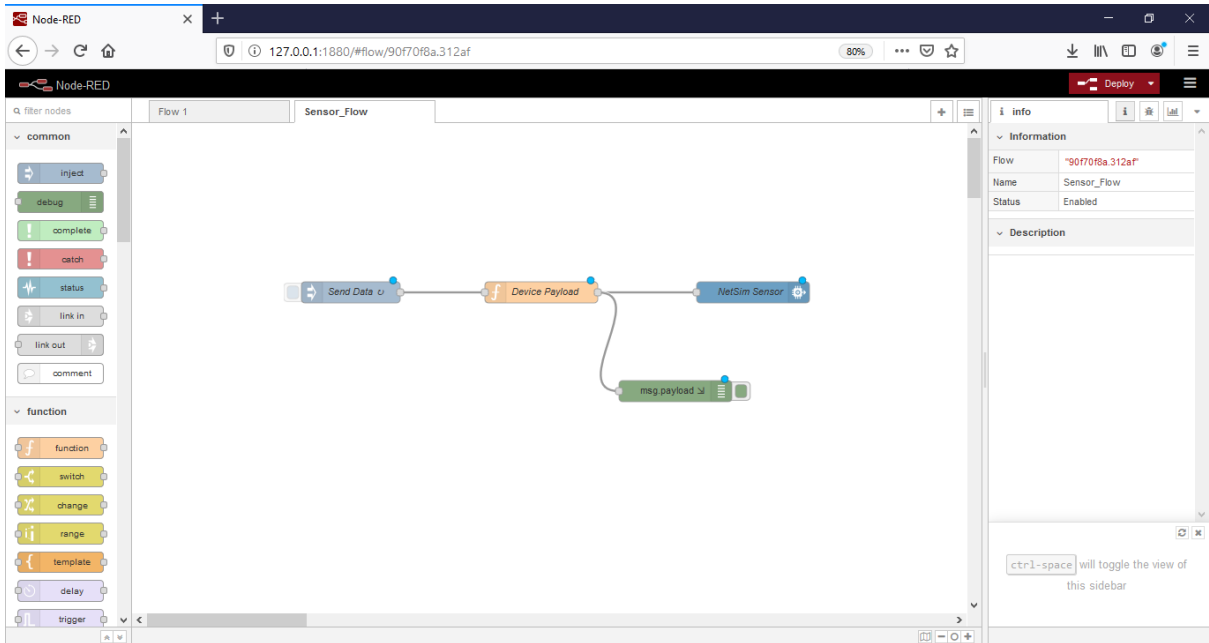 Node-RED
127.0.0.1:1880/#flow/90f70f8a.312af
80%
Node-RED
Deploy
filter nodes
Flow 1
Sensor_Flow
info
common
inject
debug
complete
catch
status
link in
link out
comment
function
function
switch
change
range
template
delay
trigger
Send Data ↻
Device Payload
NetSim Sensor
msg.payload
Information
Flow "90f70f8a.312af"
Name Sensor_Flow
Status Enabled
Description
ctrl-space will toggle the view of
this sidebar